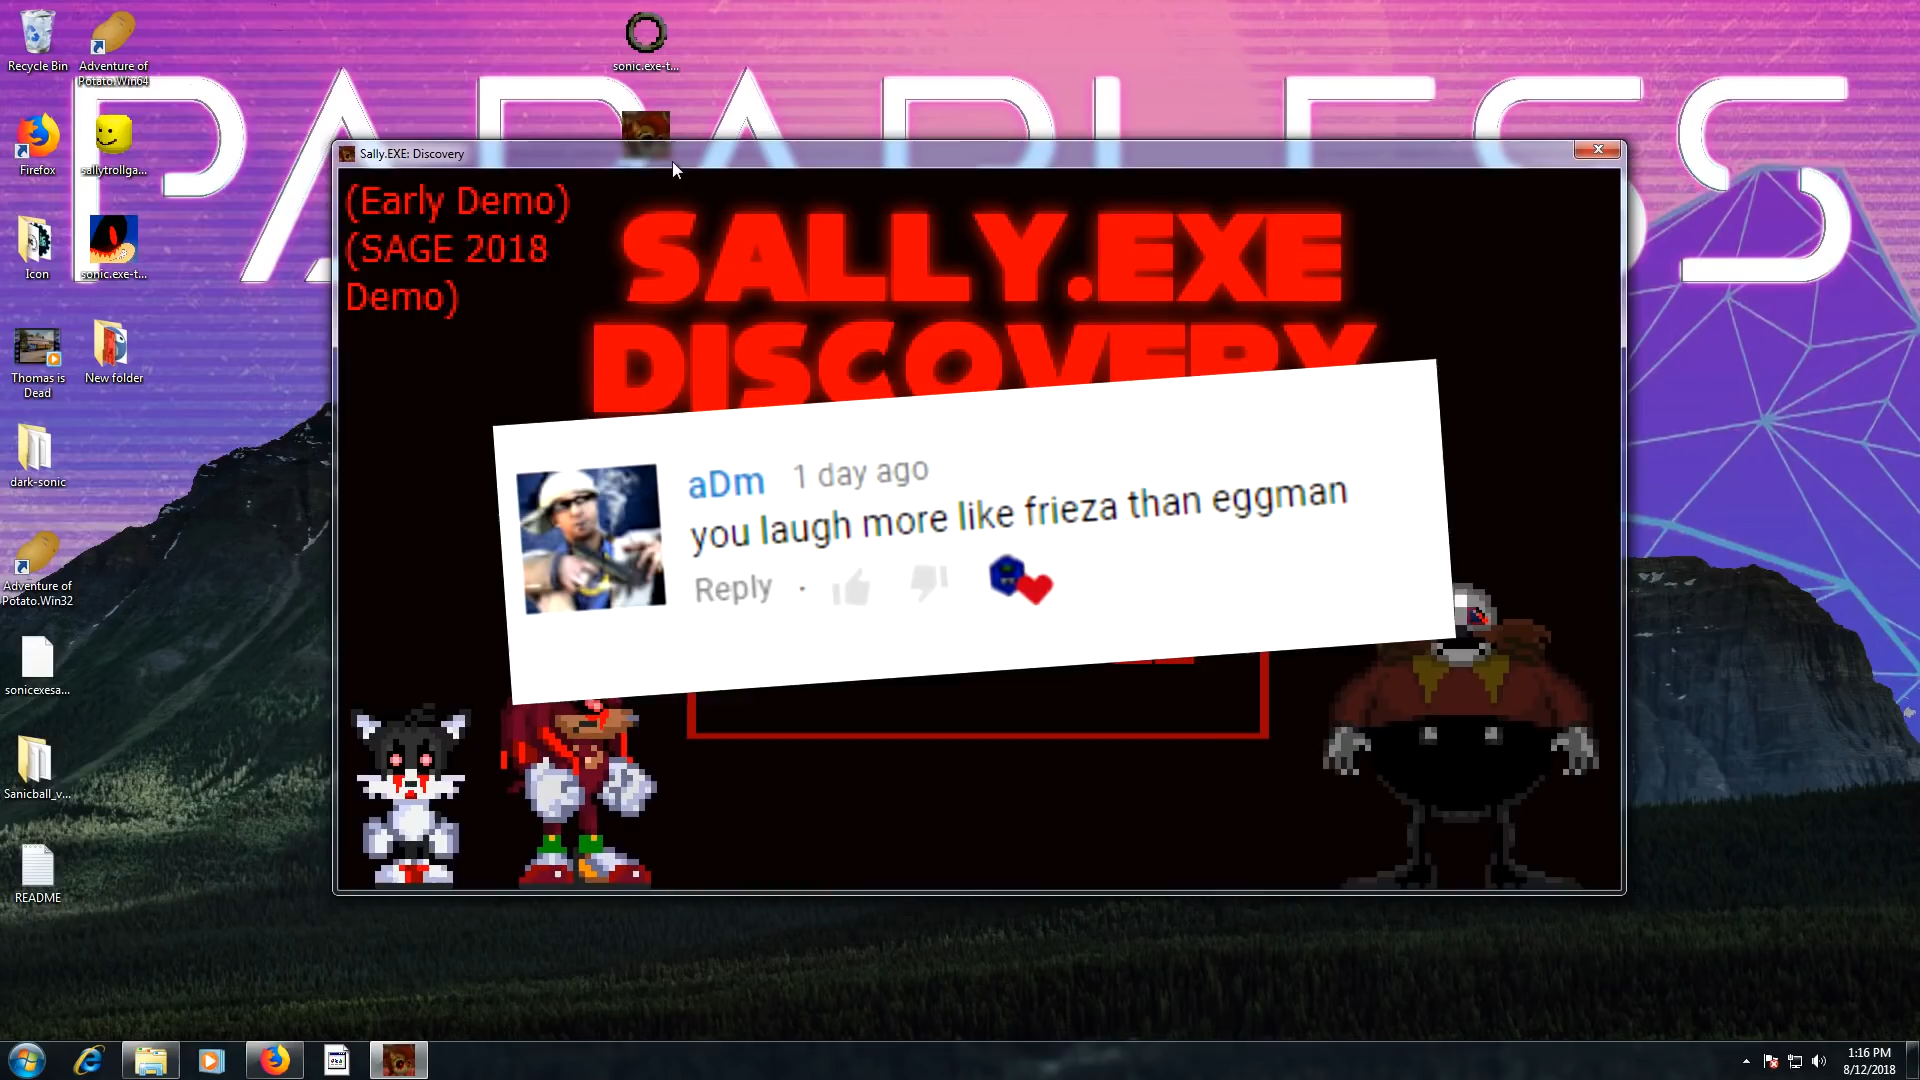 Recycle Bin
Adventure of
Potato.Win64
sonic.exe-t...
Firefox
sallytrollga...
Icon
sonic.exe-t...
Thomas is
Dead
New folder
dark-sonic
Adventure of
Potato.Win32
sonicexesa...
Sanicball_v...
README
Sally.EXE: Discovery
(Early Demo)
(SAGE 2018
Demo)
SALLY.EXE
DISCOVERY
aDm 1 day ago
you laugh more like frieza than eggman
Reply ·
1:16 PM
8/12/2018